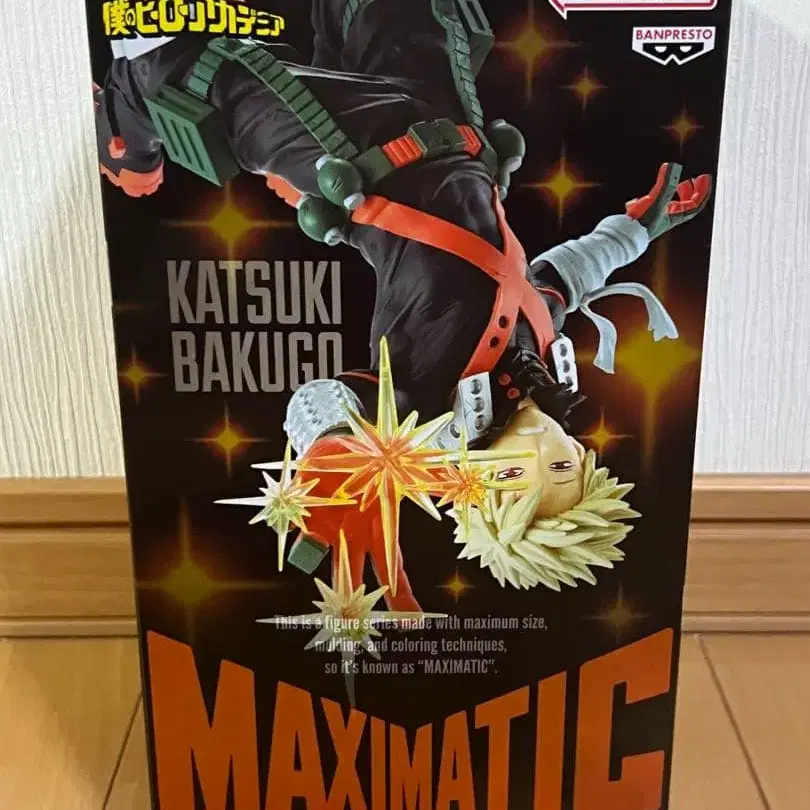 僕のヒーローアカデミア
BANPRESTO
KATSUKI
BAKUGO
This is a figure series made with maximum size,
molding, and coloring techniques,
so it's known as "MAXIMATIC".
MAXIMATIC